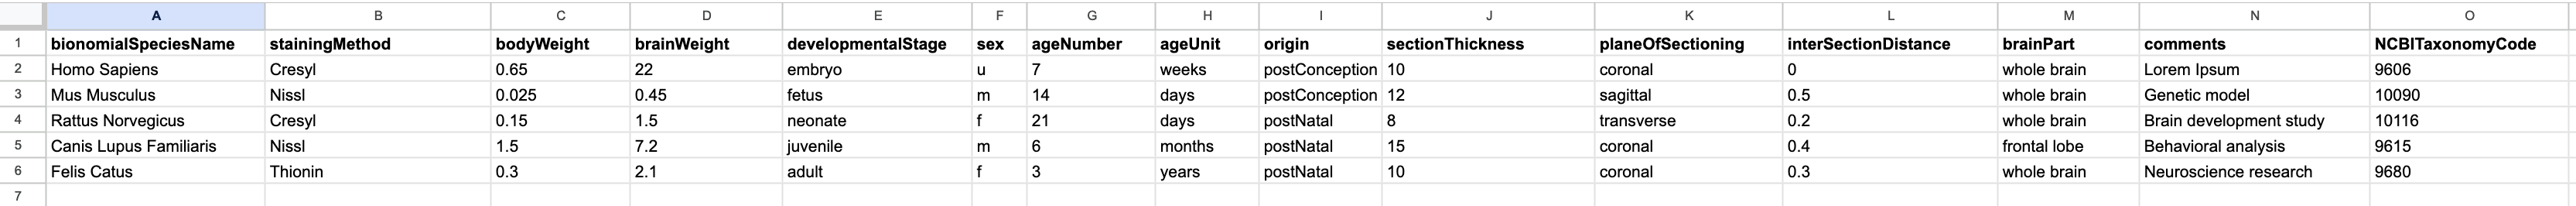 A B C D E F G H I J K L M N O
1 bionomialSpeciesName stainingMethod bodyWeight brainWeight developmentalStage sex ageNumber ageUnit origin sectionThickness planeOfSectioning interSectionDistance brainPart comments NCBITaxonomyCode
2 Homo Sapiens Cresyl 0.65 22 embryo u 7 weeks postConception 10 coronal 0 whole brain Lorem Ipsum 9606
3 Mus Musculus Nissl 0.025 0.45 fetus m 14 days postConception 12 sagittal 0.5 whole brain Genetic model 10090
4 Rattus Norvegicus Cresyl 0.15 1.5 neonate f 21 days postNatal 8 transverse 0.2 whole brain Brain development study 10116
5 Canis Lupus Familiaris Nissl 1.5 7.2 juvenile m 6 months postNatal 15 coronal 0.4 frontal lobe Behavioral analysis 9615
6 Felis Catus Thionin 0.3 2.1 adult f 3 years postNatal 10 coronal 0.3 whole brain Neuroscience research 9680
7